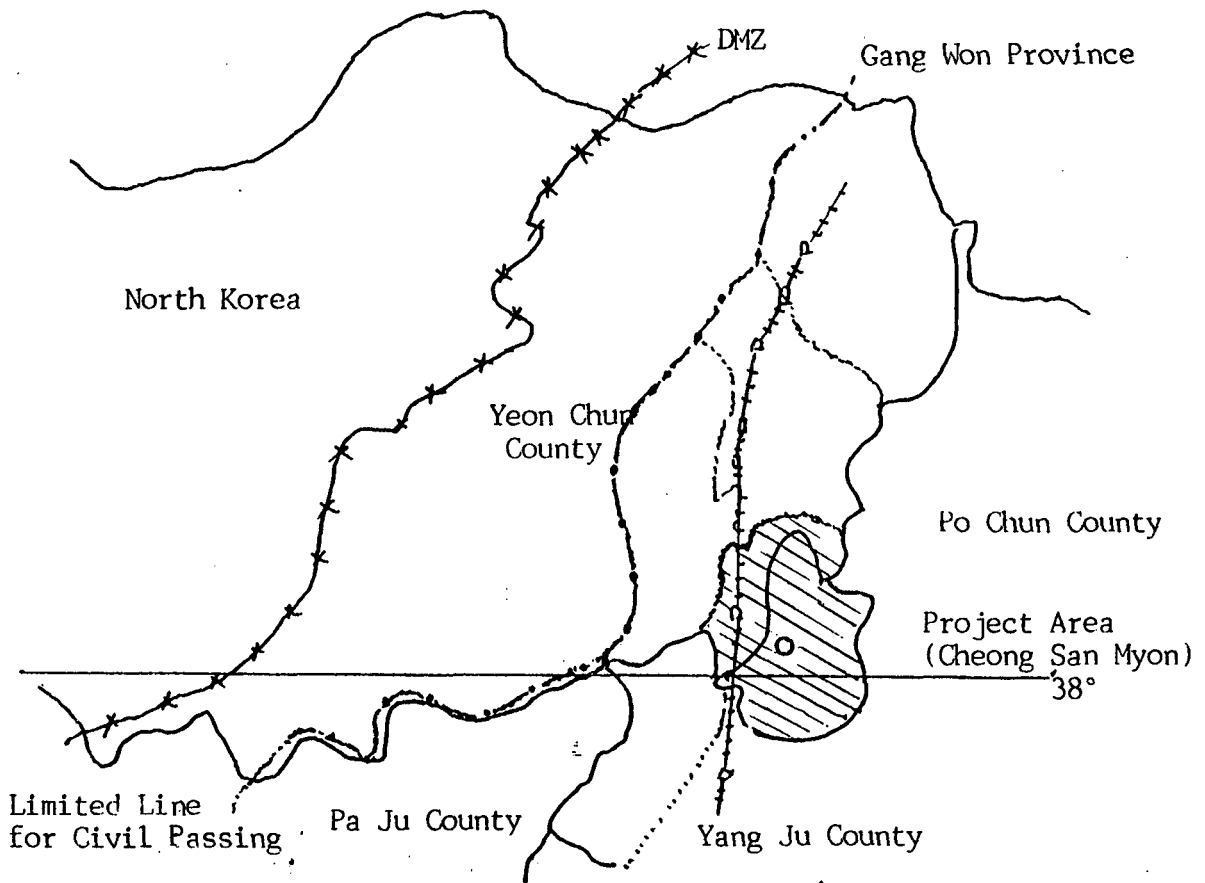 DMZ
Gang Won Province
North Korea
Yeon Chun
County
Po Chun County
Project Area
(Cheong San Myon)
38°
Limited Line
for Civil Passing
Pa Ju County
Yang Ju County